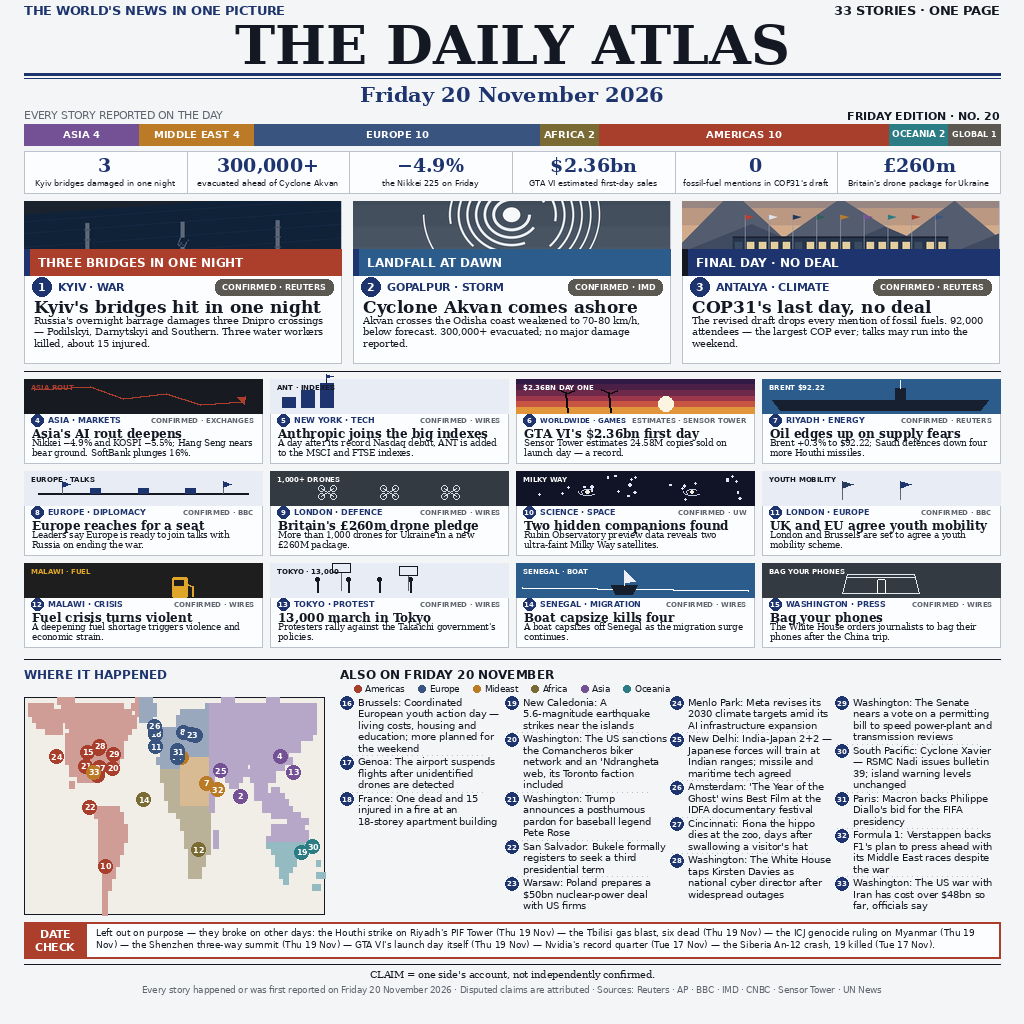 THE WORLD'S NEWS IN ONE PICTURE
33 STORIES · ONE PAGE
THE DAILY ATLAS
Friday 20 November 2026
EVERY STORY REPORTED ON THE DAY
FRIDAY EDITION · NO. 20
ASIA 4
MIDDLE EAST 4
EUROPE 10
AFRICA 2
AMERICAS 10
OCEANIA 2
GLOBAL 1
3
Kyiv bridges damaged in one night
300,000+
evacuated ahead of Cyclone Akvan
−4.9%
the Nikkei 225 on Friday
$2.36bn
GTA VI estimated first-day sales
0
fossil-fuel mentions in COP31's draft
£260m
Britain's drone package for Ukraine
THREE BRIDGES IN ONE NIGHT
1 KYIV · WAR
CONFIRMED · REUTERS
Kyiv's bridges hit in one night
Russia's overnight barrage damages three Dnipro crossings
— Podilskyi, Darnytskyi and Southern. Three water workers
killed, about 15 injured.
LANDFALL AT DAWN
2 GOPALPUR · STORM
CONFIRMED · IMD
Cyclone Akvan comes ashore
Akvan crosses the Odisha coast weakened to 70-80 km/h,
below forecast. 300,000+ evacuated; no major damage
reported.
FINAL DAY · NO DEAL
3 ANTALYA · CLIMATE
CONFIRMED · REUTERS
COP31's last day, no deal
The revised draft drops every mention of fossil fuels. 92,000
attendees — the largest COP ever; talks may run into the
weekend.
ASIA ROUT
4 ASIA · MARKETS
CONFIRMED · EXCHANGES
Asia's AI rout deepens
Nikkei −4.9% and KOSPI −5.5%; Hang Seng nears
bear ground. SoftBank plunges 16%.
ANT · INDEXES
5 NEW YORK · TECH
CONFIRMED · WIRES
Anthropic joins the big indexes
A day after its record Nasdaq debut, ANT is added
to the MSCI and FTSE indexes.
$2.36BN DAY ONE
6 WORLDWIDE · GAMES
ESTIMATES · SENSOR TOWER
GTA VI's $2.36bn first day
Sensor Tower estimates 24.58M copies sold on
launch day — a record.
BRENT $92.22
7 RIYADH · ENERGY
CONFIRMED · REUTERS
Oil edges up on supply fears
Brent +0.3% to $92.22; Saudi defences down four
more Houthi missiles.
EUROPE · TALKS
8 EUROPE · DIPLOMACY
CONFIRMED · BBC
Europe reaches for a seat
Leaders say Europe is ready to join talks with
Russia on ending the war.
1,000+ DRONES
9 LONDON · DEFENCE
CONFIRMED · WIRES
Britain's £260m drone pledge
More than 1,000 drones for Ukraine in a new
£260M package.
MILKY WAY
10 SCIENCE · SPACE
CONFIRMED · UW
Two hidden companions found
Rubin Observatory preview data reveals two
ultra-faint Milky Way satellites.
YOUTH MOBILITY
11 LONDON · EUROPE
CONFIRMED · BBC
UK and EU agree youth mobility
London and Brussels are set to agree a youth
mobility scheme.
MALAWI · FUEL
12 MALAWI · CRISIS
CONFIRMED · WIRES
Fuel crisis turns violent
A deepening fuel shortage triggers violence and
economic strain.
TOKYO · 13,000
13 TOKYO · PROTEST
CONFIRMED · WIRES
13,000 march in Tokyo
Protesters rally against the Takaichi government's
policies.
SENEGAL · BOAT
14 SENEGAL · MIGRATION
CONFIRMED · WIRES
Boat capsize kills four
A boat capsizes off Senegal as the migration surge
continues.
BAG YOUR PHONES
15 WASHINGTON · PRESS
CONFIRMED · WIRES
Bag your phones
The White House orders journalists to bag their
phones after the China trip.
WHERE IT HAPPENED
26
11
8
23
31
24
15
28
29
27
20
33
22
14
10
12
25
7
32
2
4
13
19
30
ALSO ON FRIDAY 20 NOVEMBER
Americas
Europe
Mideast
Africa
Asia
Oceania
16 Brussels: Coordinated
European youth action day —
living costs, housing and
education; more planned for
the weekend
17 Genoa: The airport suspends
flights after unidentified
drones are detected
18 France: One dead and 15
injured in a fire at an
18-storey apartment building
19 New Caledonia: A
5.6-magnitude earthquake
strikes near the islands
20 Washington: The US sanctions
the Comancheros biker
network and an 'Ndrangheta
web, its Toronto faction
included
21 Washington: Trump
announces a posthumous
pardon for baseball legend
Pete Rose
22 San Salvador: Bukele formally
registers to seek a third
presidential term
23 Warsaw: Poland prepares a
$50bn nuclear-power deal
with US firms
24 Menlo Park: Meta revises its
2030 climate targets amid its
AI infrastructure expansion
25 New Delhi: India-Japan 2+2 —
Japanese forces will train at
Indian ranges; missile and
maritime tech agreed
26 Amsterdam: 'The Year of the
Ghost' wins Best Film at the
IDFA documentary festival
27 Cincinnati: Fiona the hippo
dies at the zoo, days after
swallowing a visitor's hat
28 Washington: The White House
taps Kirsten Davies as
national cyber director after
widespread outages
29 Washington: The Senate
nears a vote on a permitting
bill to speed power-plant and
transmission reviews
30 South Pacific: Cyclone Xavier
— RSMC Nadi issues bulletin
39; island warning levels
unchanged
31 Paris: Macron backs Philippe
Diallo's bid for the FIFA
presidency
32 Formula 1: Verstappen backs
F1's plan to press ahead with
its Middle East races despite
the war
33 Washington: The US war with
Iran has cost over $48bn so
far, officials say
DATE
CHECK
Left out on purpose — they broke on other days: the Houthi strike on Riyadh's PIF Tower (Thu 19 Nov) — the Tbilisi gas blast, six dead (Thu 19 Nov) — the ICJ genocide ruling on Myanmar (Thu 19
Nov) — the Shenzhen three-way summit (Thu 19 Nov) — GTA VI's launch day itself (Thu 19 Nov) — Nvidia's record quarter (Tue 17 Nov) — the Siberia An-12 crash, 19 killed (Tue 17 Nov).
CLAIM = one side's account, not independently confirmed.
Every story happened or was first reported on Friday 20 November 2026 · Disputed claims are attributed · Sources: Reuters · AP · BBC · IMD · CNBC · Sensor Tower · UN News